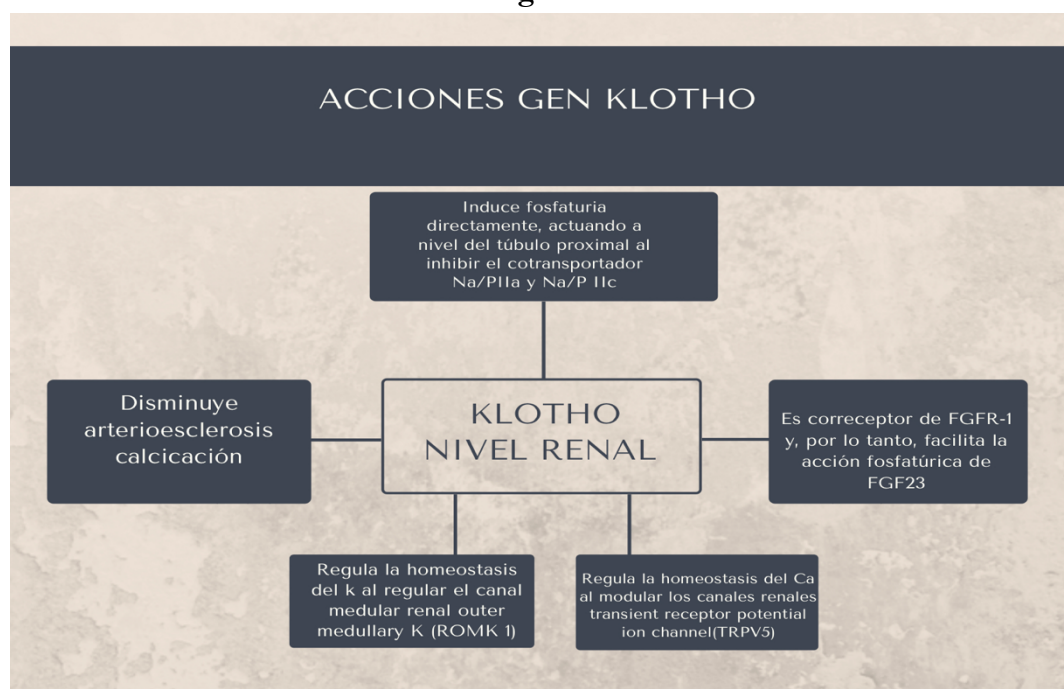 ACCIONES GEN KLOTHO
Induce fosfaturia
directamente, actuando a
nivel del túbulo proximal al
inhibir el cotransportador
Na/PIIa y Na/P IIc
Disminuye
arterioesclerosis
calcicación
KLOTHO
NIVEL RENAL
Es correceptor de FGFR-1
y, por lo tanto, facilita la
acción fosfatúrica de
FGF23
Regula la homeostasis
del k al regular el canal
medular renal outer
medullary K (ROMK 1)
Regula la homeostasis del Ca
al modular los canales renales
transient receptor potential
ion channel(TRPV5)